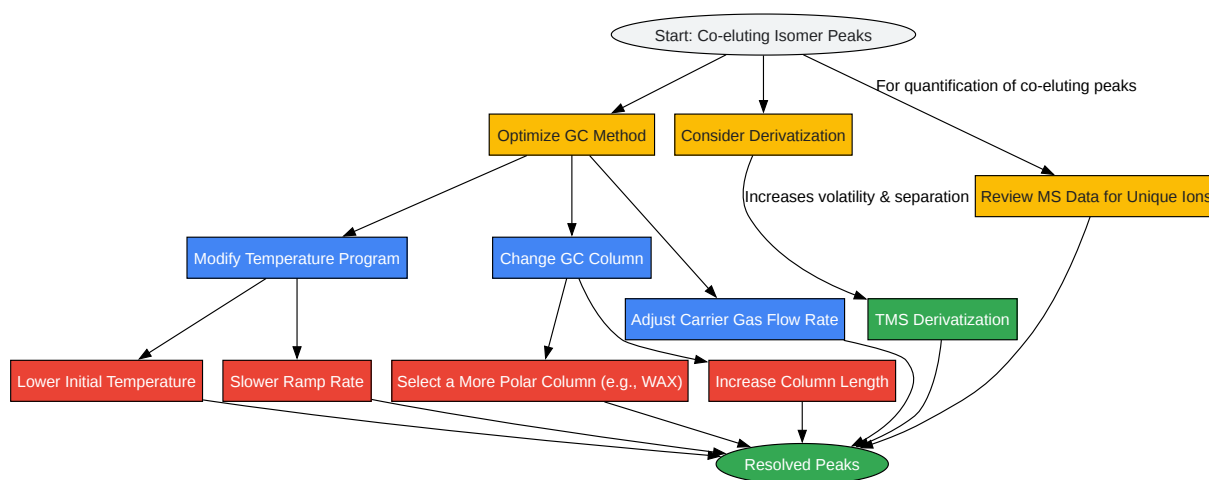 Start: Co-eluting Isomer Peaks
For quantification of co-eluting peaks
Optimize GC Method
Consider Derivatization
Increases volatility & separation
Review MS Data for Unique Ions
Modify Temperature Program
Change GC Column
Adjust Carrier Gas Flow Rate
TMS Derivatization
Lower Initial Temperature
Slower Ramp Rate
Select a More Polar Column (e.g., WAX)
Increase Column Length
Resolved Peaks